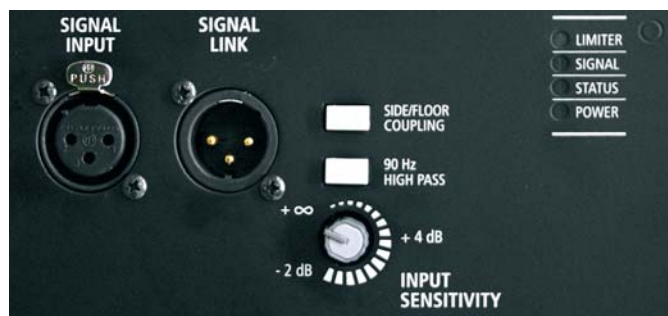 SIGNAL
INPUT
SIGNAL
LINK
PUSH
LIMITER
SIGNAL
STATUS
POWER
SIDE/FLOOR
COUPLING
90 Hz
HIGH PASS
+ ∞
+ 4 dB
- 2 dB
INPUT
SENSITIVITY